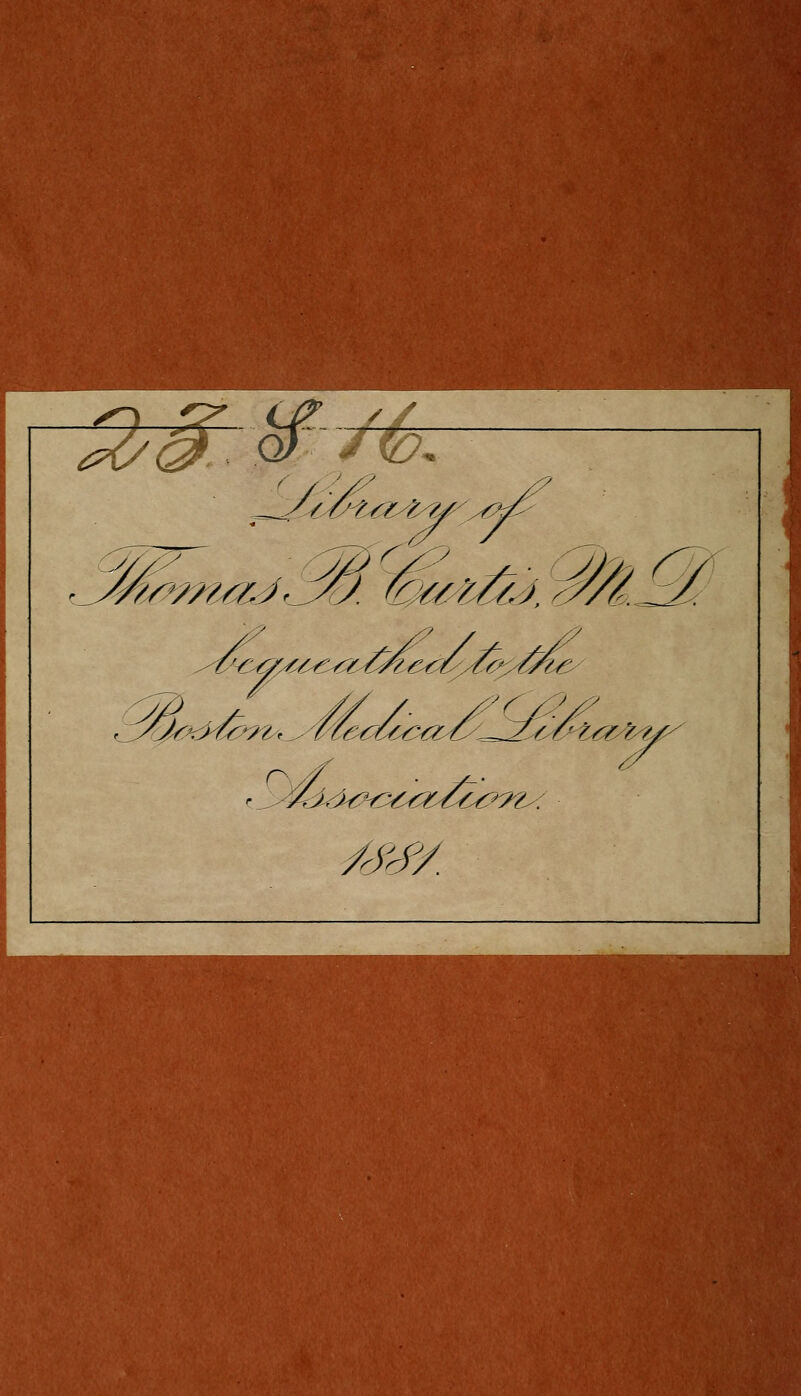 23. S 16.
Library of
Thomas B. Curtis, M.D.
bequeathed to the
Boston Medical Library
Association.
1881.